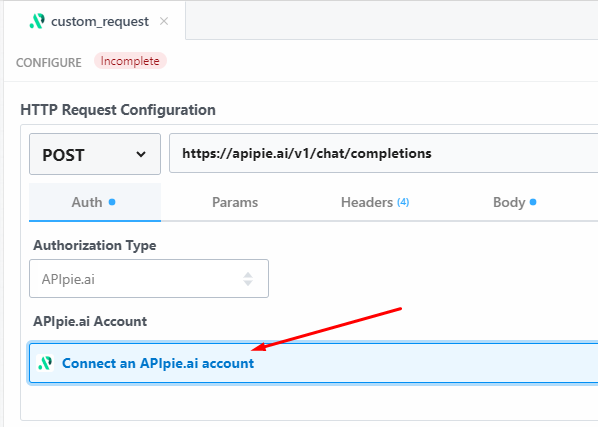 custom_request
CONFIGURE Incomplete
HTTP Request Configuration
POST https://apipie.ai/v1/chat/completions
Auth Params Headers (4) Body
Authorization Type
APIpie.ai
APIpie.ai Account
Connect an APIpie.ai account